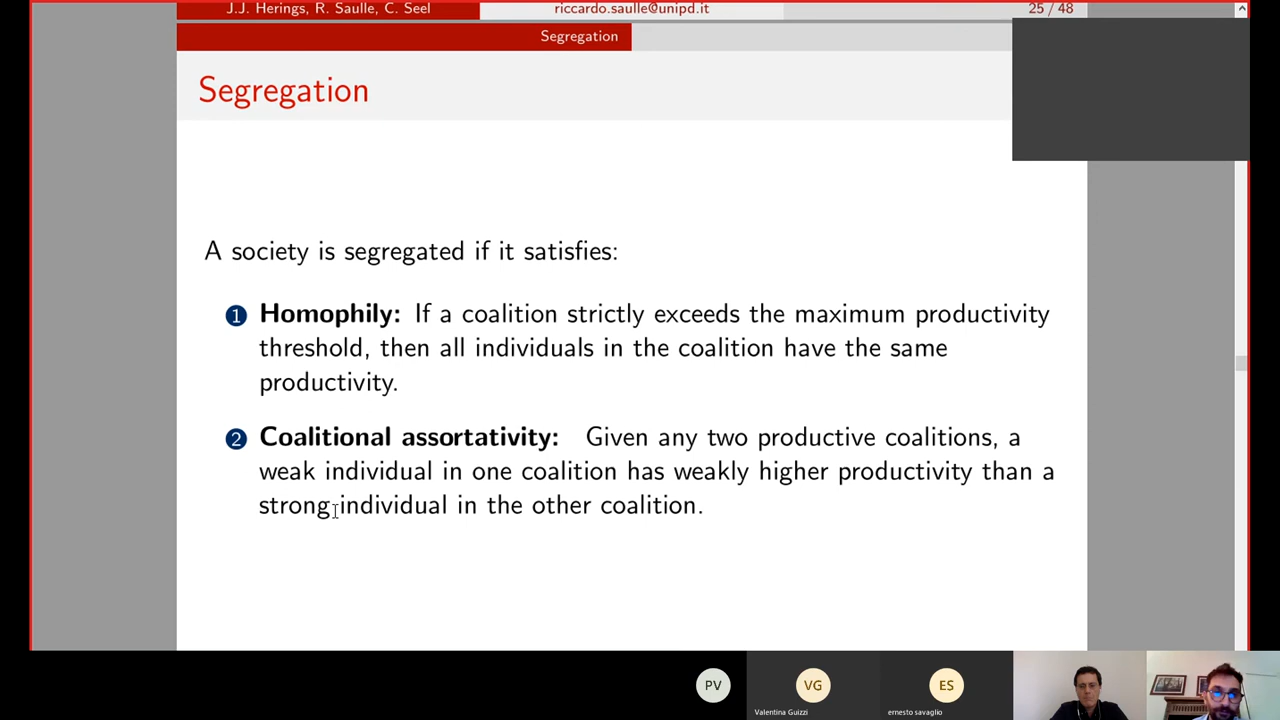 J.J. Herings, R. Saulle, C. Seel riccardo.saulle@unipd.it 25 / 48
Segregation
Segregation
A society is segregated if it satisfies:
1 Homophily: If a coalition strictly exceeds the maximum productivity
threshold, then all individuals in the coalition have the same
productivity.
2 Coalitional assortativity: Given any two productive coalitions, a
weak individual in one coalition has weakly higher productivity than a
strong individual in the other coalition.
PV VG ES
Valentina Guizzi ernesto savaglio